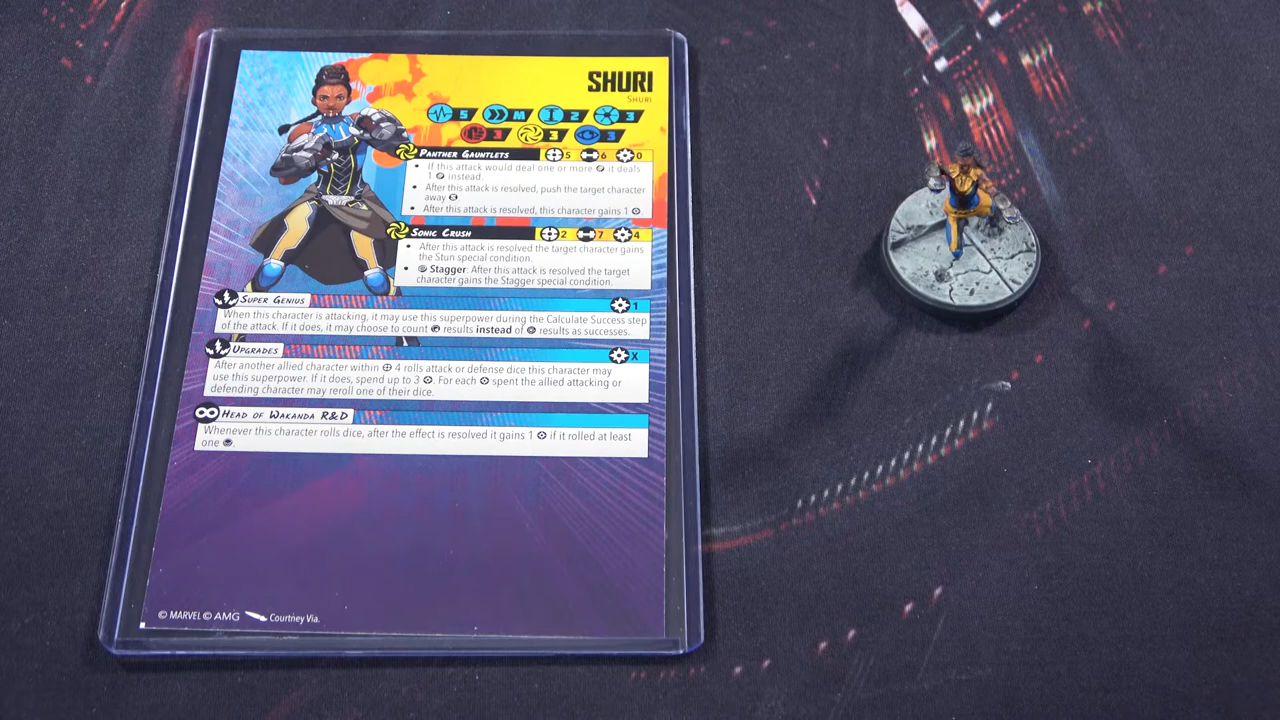 SHURI
SHURI
5 M 2 3
3 3 3
PANTHER GAUNTLETS 5 6 0
• If this attack would deal one or more it deals
1 instead.
• After this attack is resolved, push the target character
away S.
• After this attack is resolved, this character gains 1 .
SONIC CRUSH 2 7 4
• After this attack is resolved the target character gains
the Stun special condition.
• Stagger: After this attack is resolved the target
character gains the Stagger special condition.
SUPER GENIUS 1
When this character is attacking, it may use this superpower during the Calculate Success step
of the attack. If it does, it may choose to count results instead of results as successes.
UPGRADES X
After another allied character within 4 rolls attack or defense dice this character may
use this superpower. If it does, spend up to 3 . For each spent the allied attacking or
defending character may reroll one of their dice.
HEAD OF WAKANDA R&D
Whenever this character rolls dice, after the effect is resolved it gains 1 if it rolled at least
one .
© MARVEL © AMG Courtney Via.